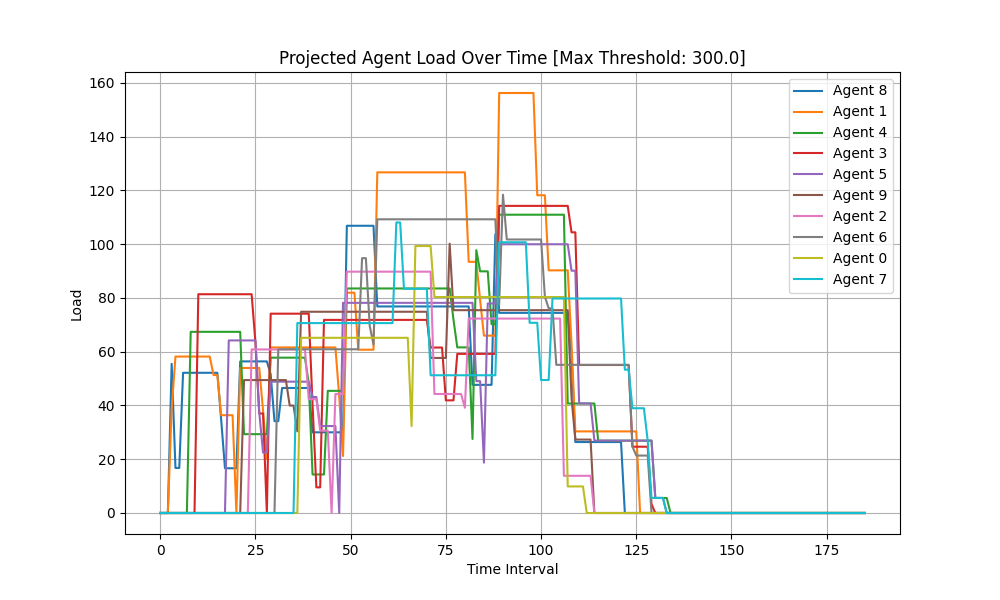 Projected Agent Load Over Time [Max Threshold: 300.0]
160
140
120
100
80
60
40
20
0
Load
0 25 50 75 100 125 150 175
Time Interval
Agent 8
Agent 1
Agent 4
Agent 3
Agent 5
Agent 9
Agent 2
Agent 6
Agent 0
Agent 7